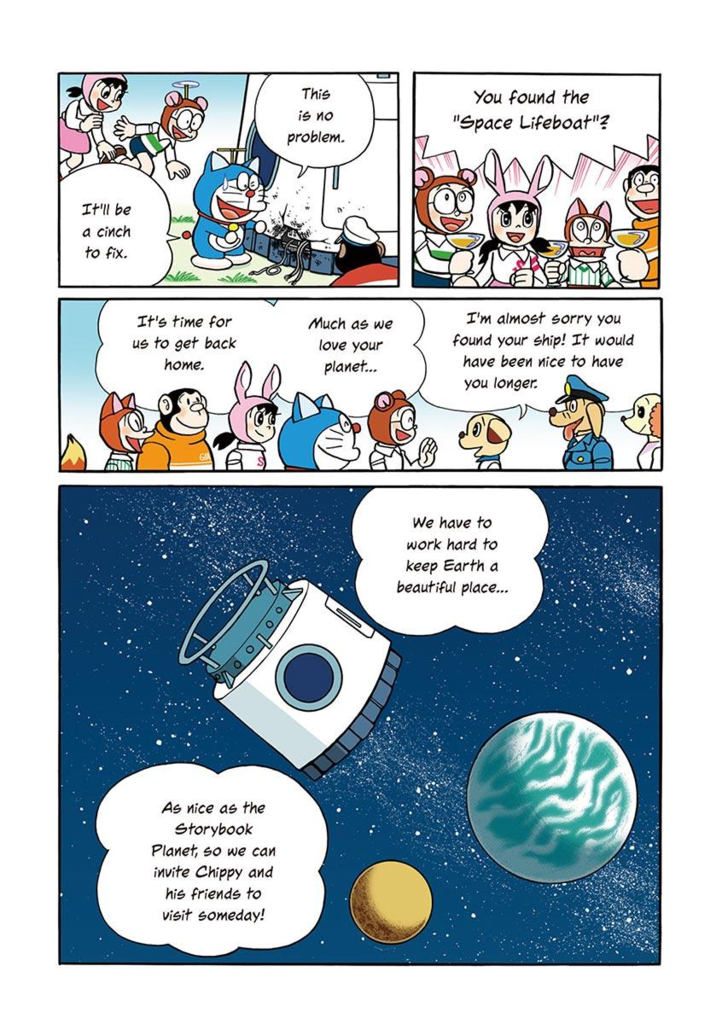 You found the
"Space Lifeboat"?
This
is no
problem.
It'll be
a cinch
to fix.
I'm almost sorry you
found your ship! It would
have been nice to have
you longer.
Much as we
love your
planet...
It's time for
us to get back
home.
S
We have to
work hard to
keep Earth a
beautiful place...
As nice as the
Storybook
Planet, so we can
invite Chippy and
his friends to
visit someday!